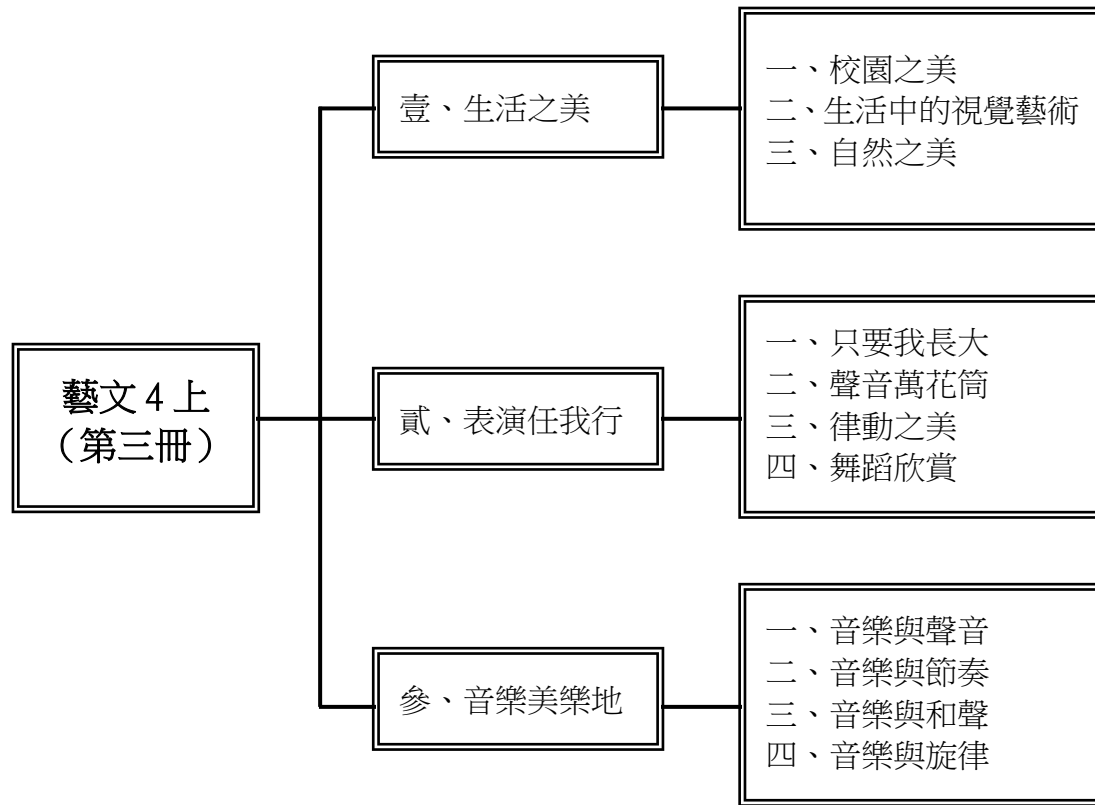 藝文4上
（第三冊）
壹、生活之美
一、校園之美
二、生活中的視覺藝術
三、自然之美
貳、表演任我行
一、只要我長大
二、聲音萬花筒
三、律動之美
四、舞蹈欣賞
參、音樂美樂地
一、音樂與聲音
二、音樂與節奏
三、音樂與和聲
四、音樂與旋律